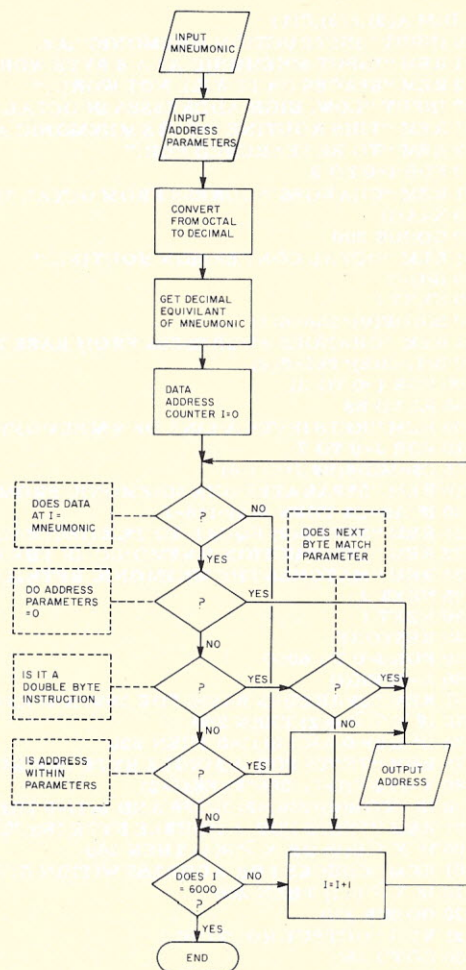 INPUT
MNEUMONIC
INPUT
ADDRESS
PARAMETERS
CONVERT
FROM OCTAL
TO DECIMAL
GET DECIMAL
EQUIVILANT
OF MNEUMONIC
DATA
ADDRESS
COUNTER I=0
DOES DATA
AT I=
MNEUMONIC
?
NO
YES
DOES NEXT
BYTE MATCH
PARAMETER
DO ADDRESS
PARAMETERS
=0
?
YES
NO
IS IT A
DOUBLE BYTE
INSTRUCTION
?
YES
?
YES
NO
NO
IS ADDRESS
WITHIN
PARAMETERS
?
YES
NO
OUTPUT
ADDRESS
DOES I
= 6000
?
NO
I=I+1
YES
END